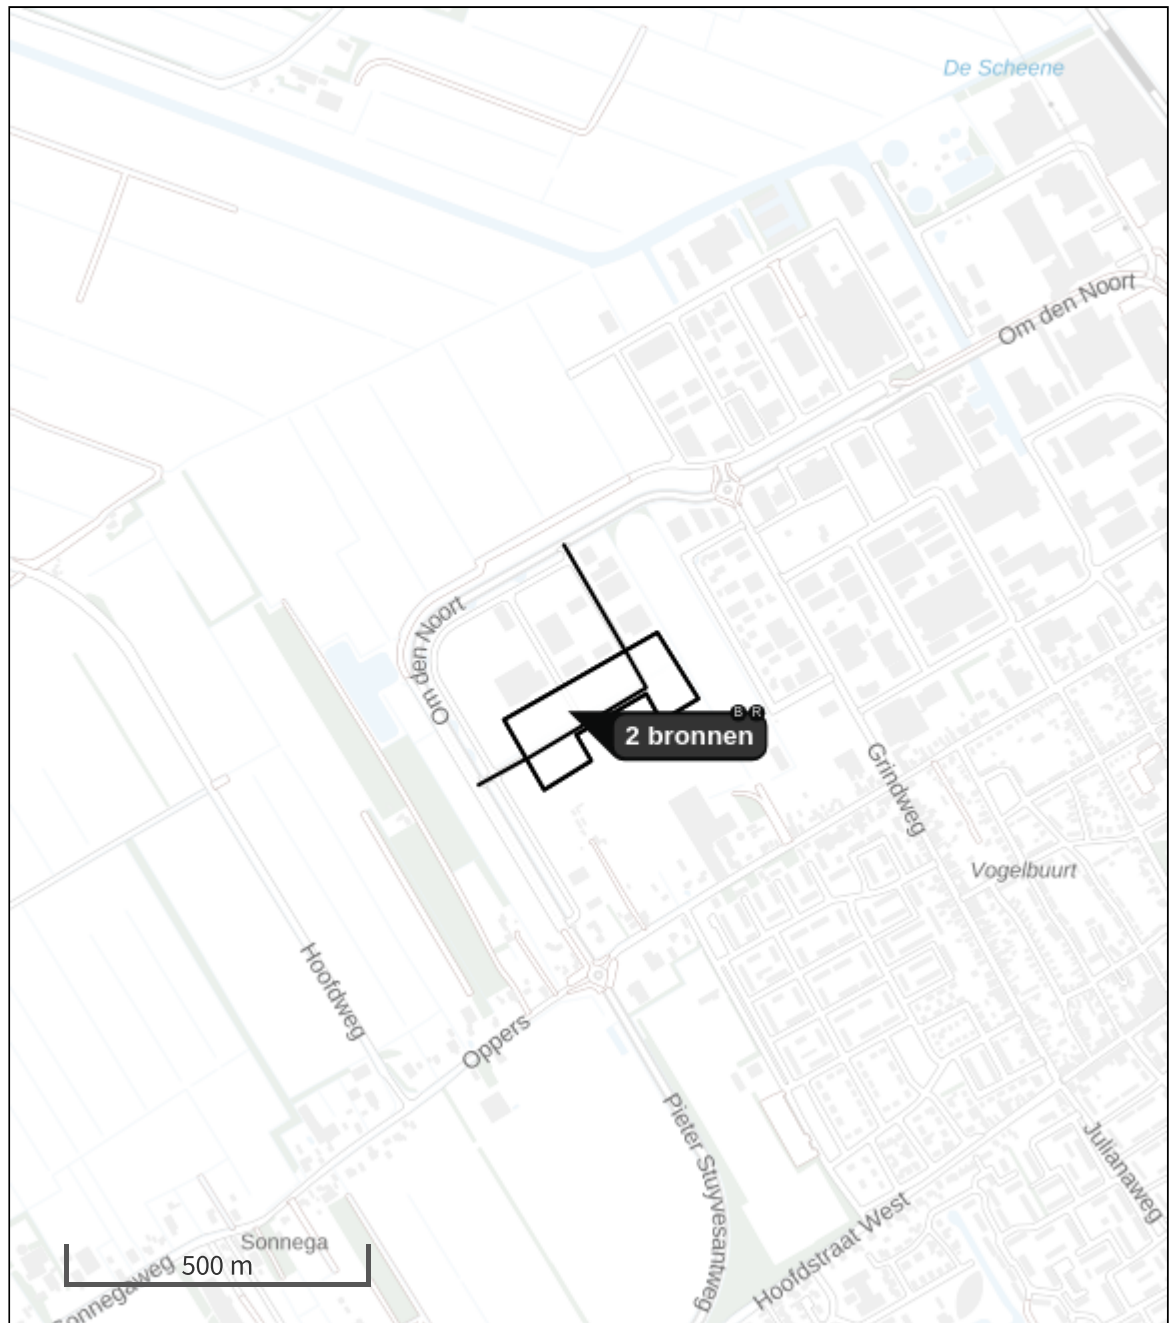 De Scheene
Om den Noort
Om den Noort
B R
2 bronnen
Grindweg
Vogelbuurt
Hoofdweg
Oppers
Pieter Stuyvesantweg
Julianaweg
Hoofdstraat West
Sonnega
500 m
onnegaweg